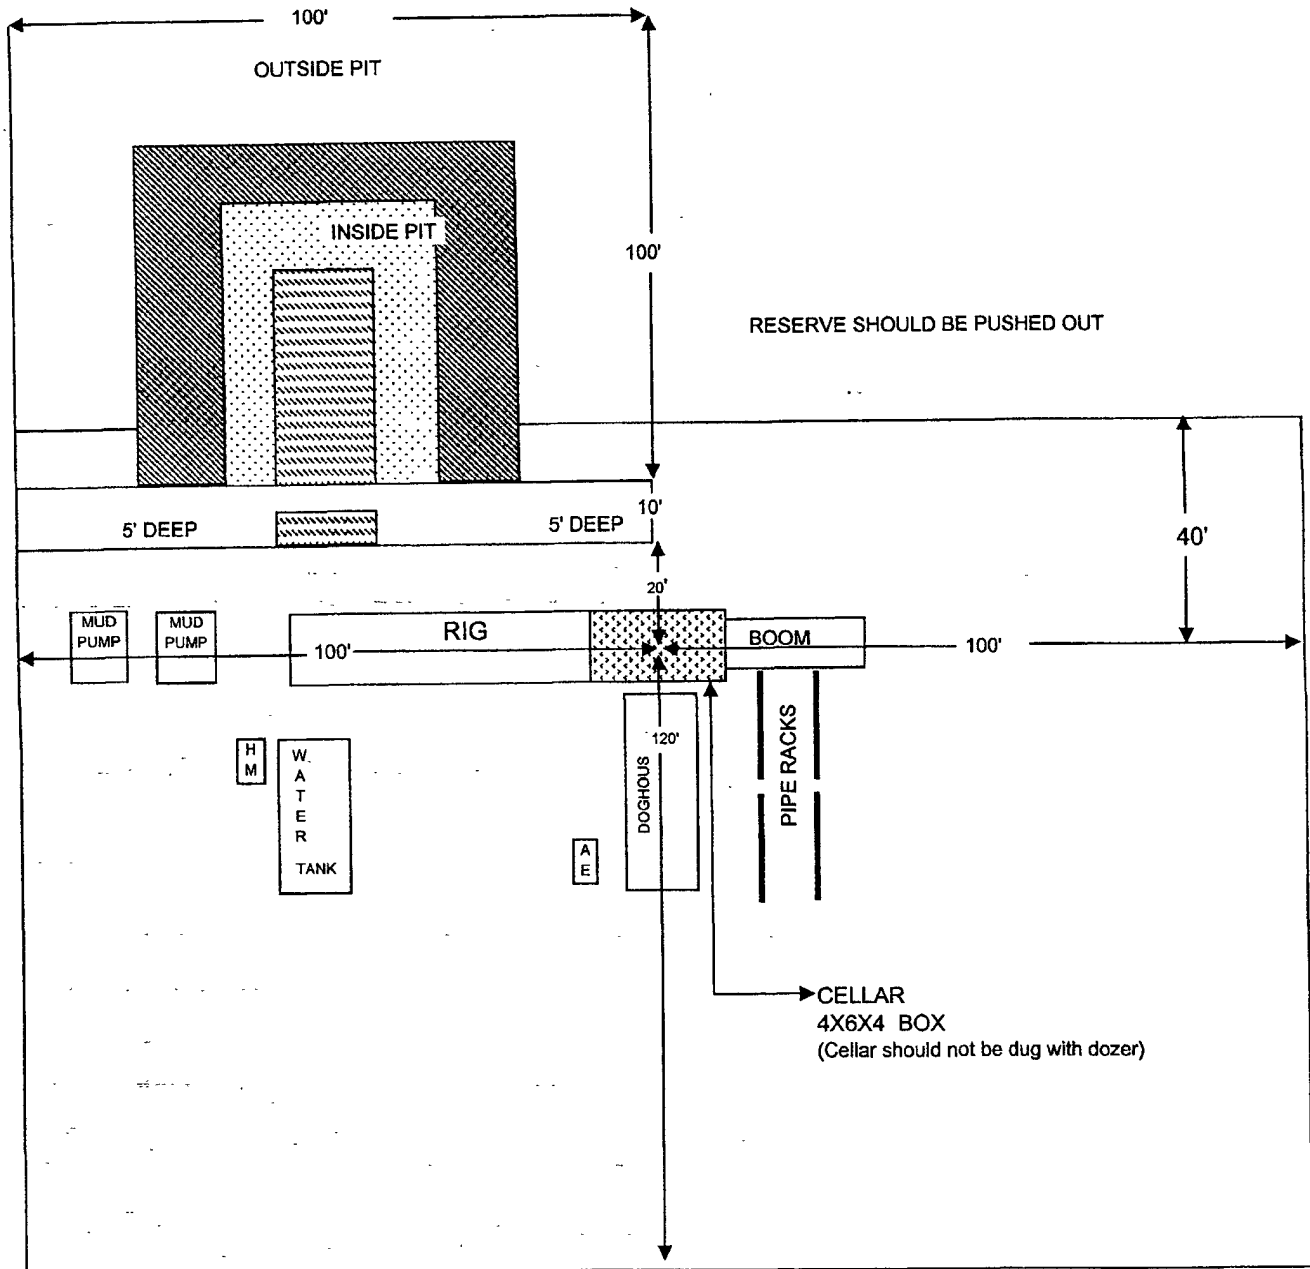 100'
OUTSIDE PIT
INSIDE PIT
100'
RESERVE SHOULD BE PUSHED OUT
10'
5' DEEP
5' DEEP
40'
20'
MUD
PUMP
MUD
PUMP
RIG
BOOM
100'
100'
H
M
W
A
T
E
R
TANK
120'
DOGHOUS
A
E
PIPE RACKS
CELLAR
4X6X4 BOX
(Cellar should not be dug with dozer)